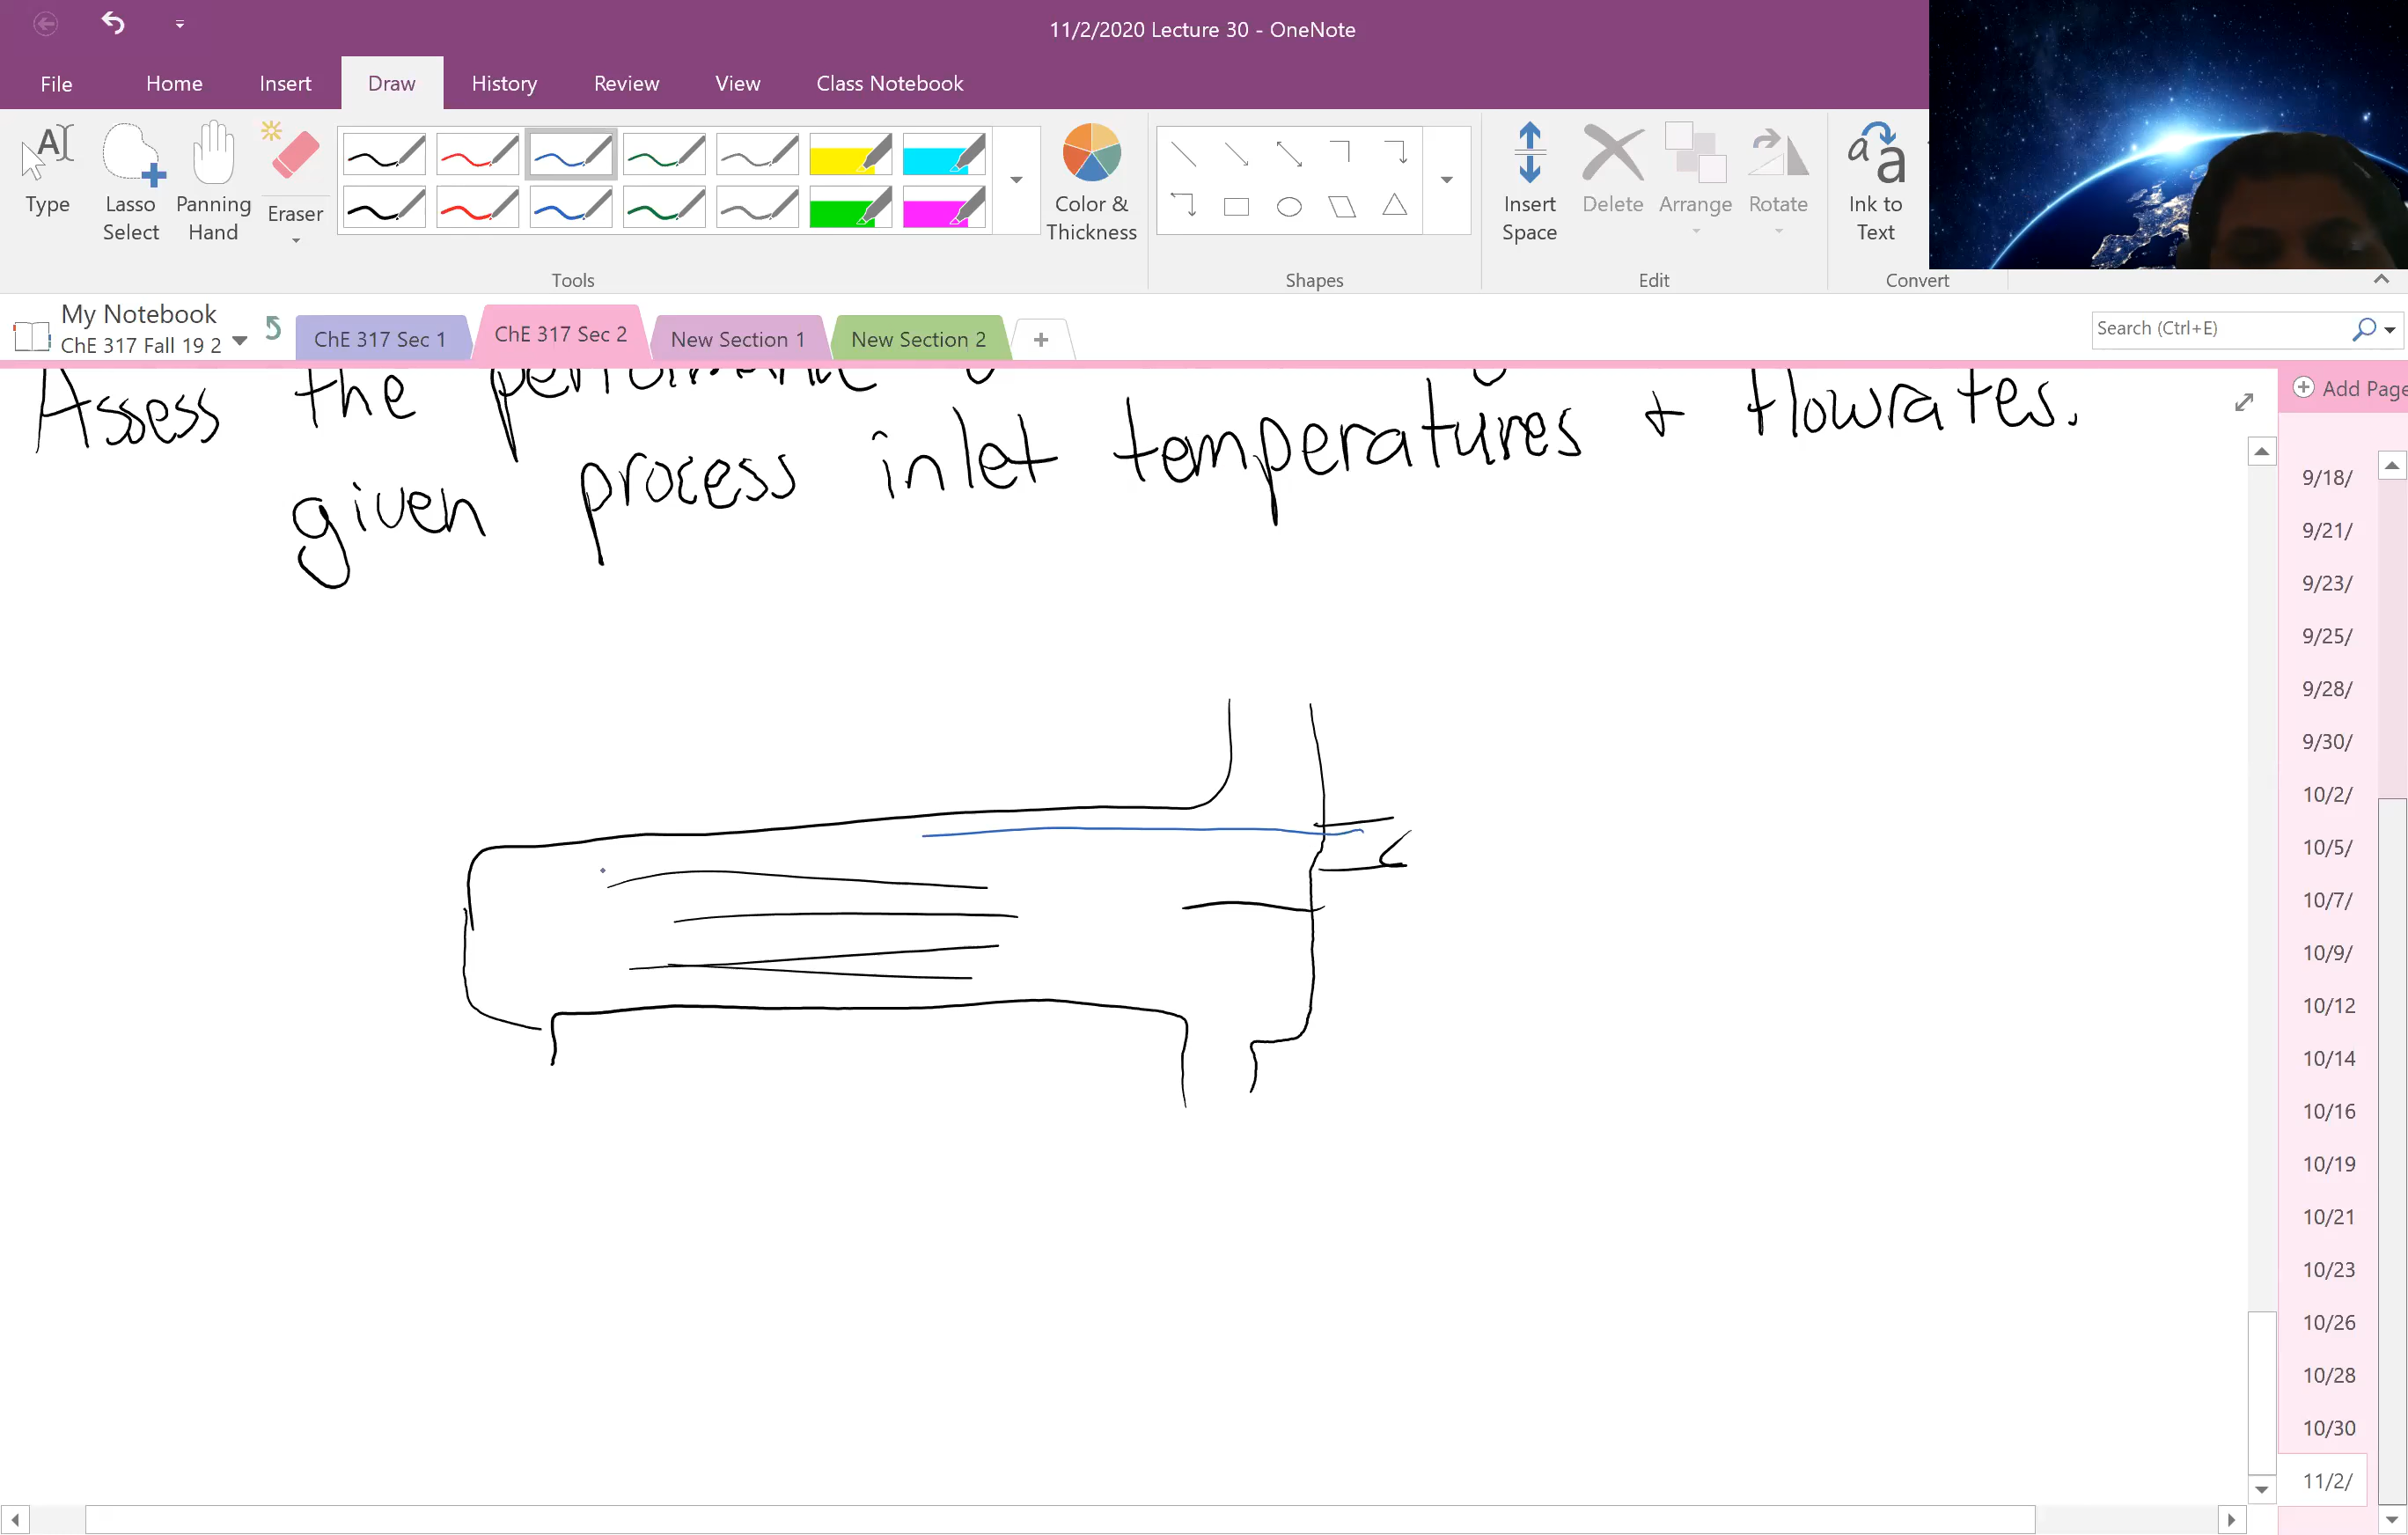 11/2/2020 Lecture 30 - OneNote
File Home Insert Draw History Review View Class Notebook
Type
Lasso Select
Panning Hand
Eraser
Color & Thickness
Insert Space
Delete
Arrange
Rotate
Ink to Text
Tools
Shapes
Edit
Convert
My Notebook
ChE 317 Fall 19 2
ChE 317 Sec 1
ChE 317 Sec 2
New Section 1
New Section 2
Search (Ctrl+E)
Add Page
Assess the flowrates.
given process inlet temperatures +
9/18/
9/21/
9/23/
9/25/
9/28/
9/30/
10/2/
10/5/
10/7/
10/9/
10/12
10/14
10/16
10/19
10/21
10/23
10/26
10/28
10/30
11/2/